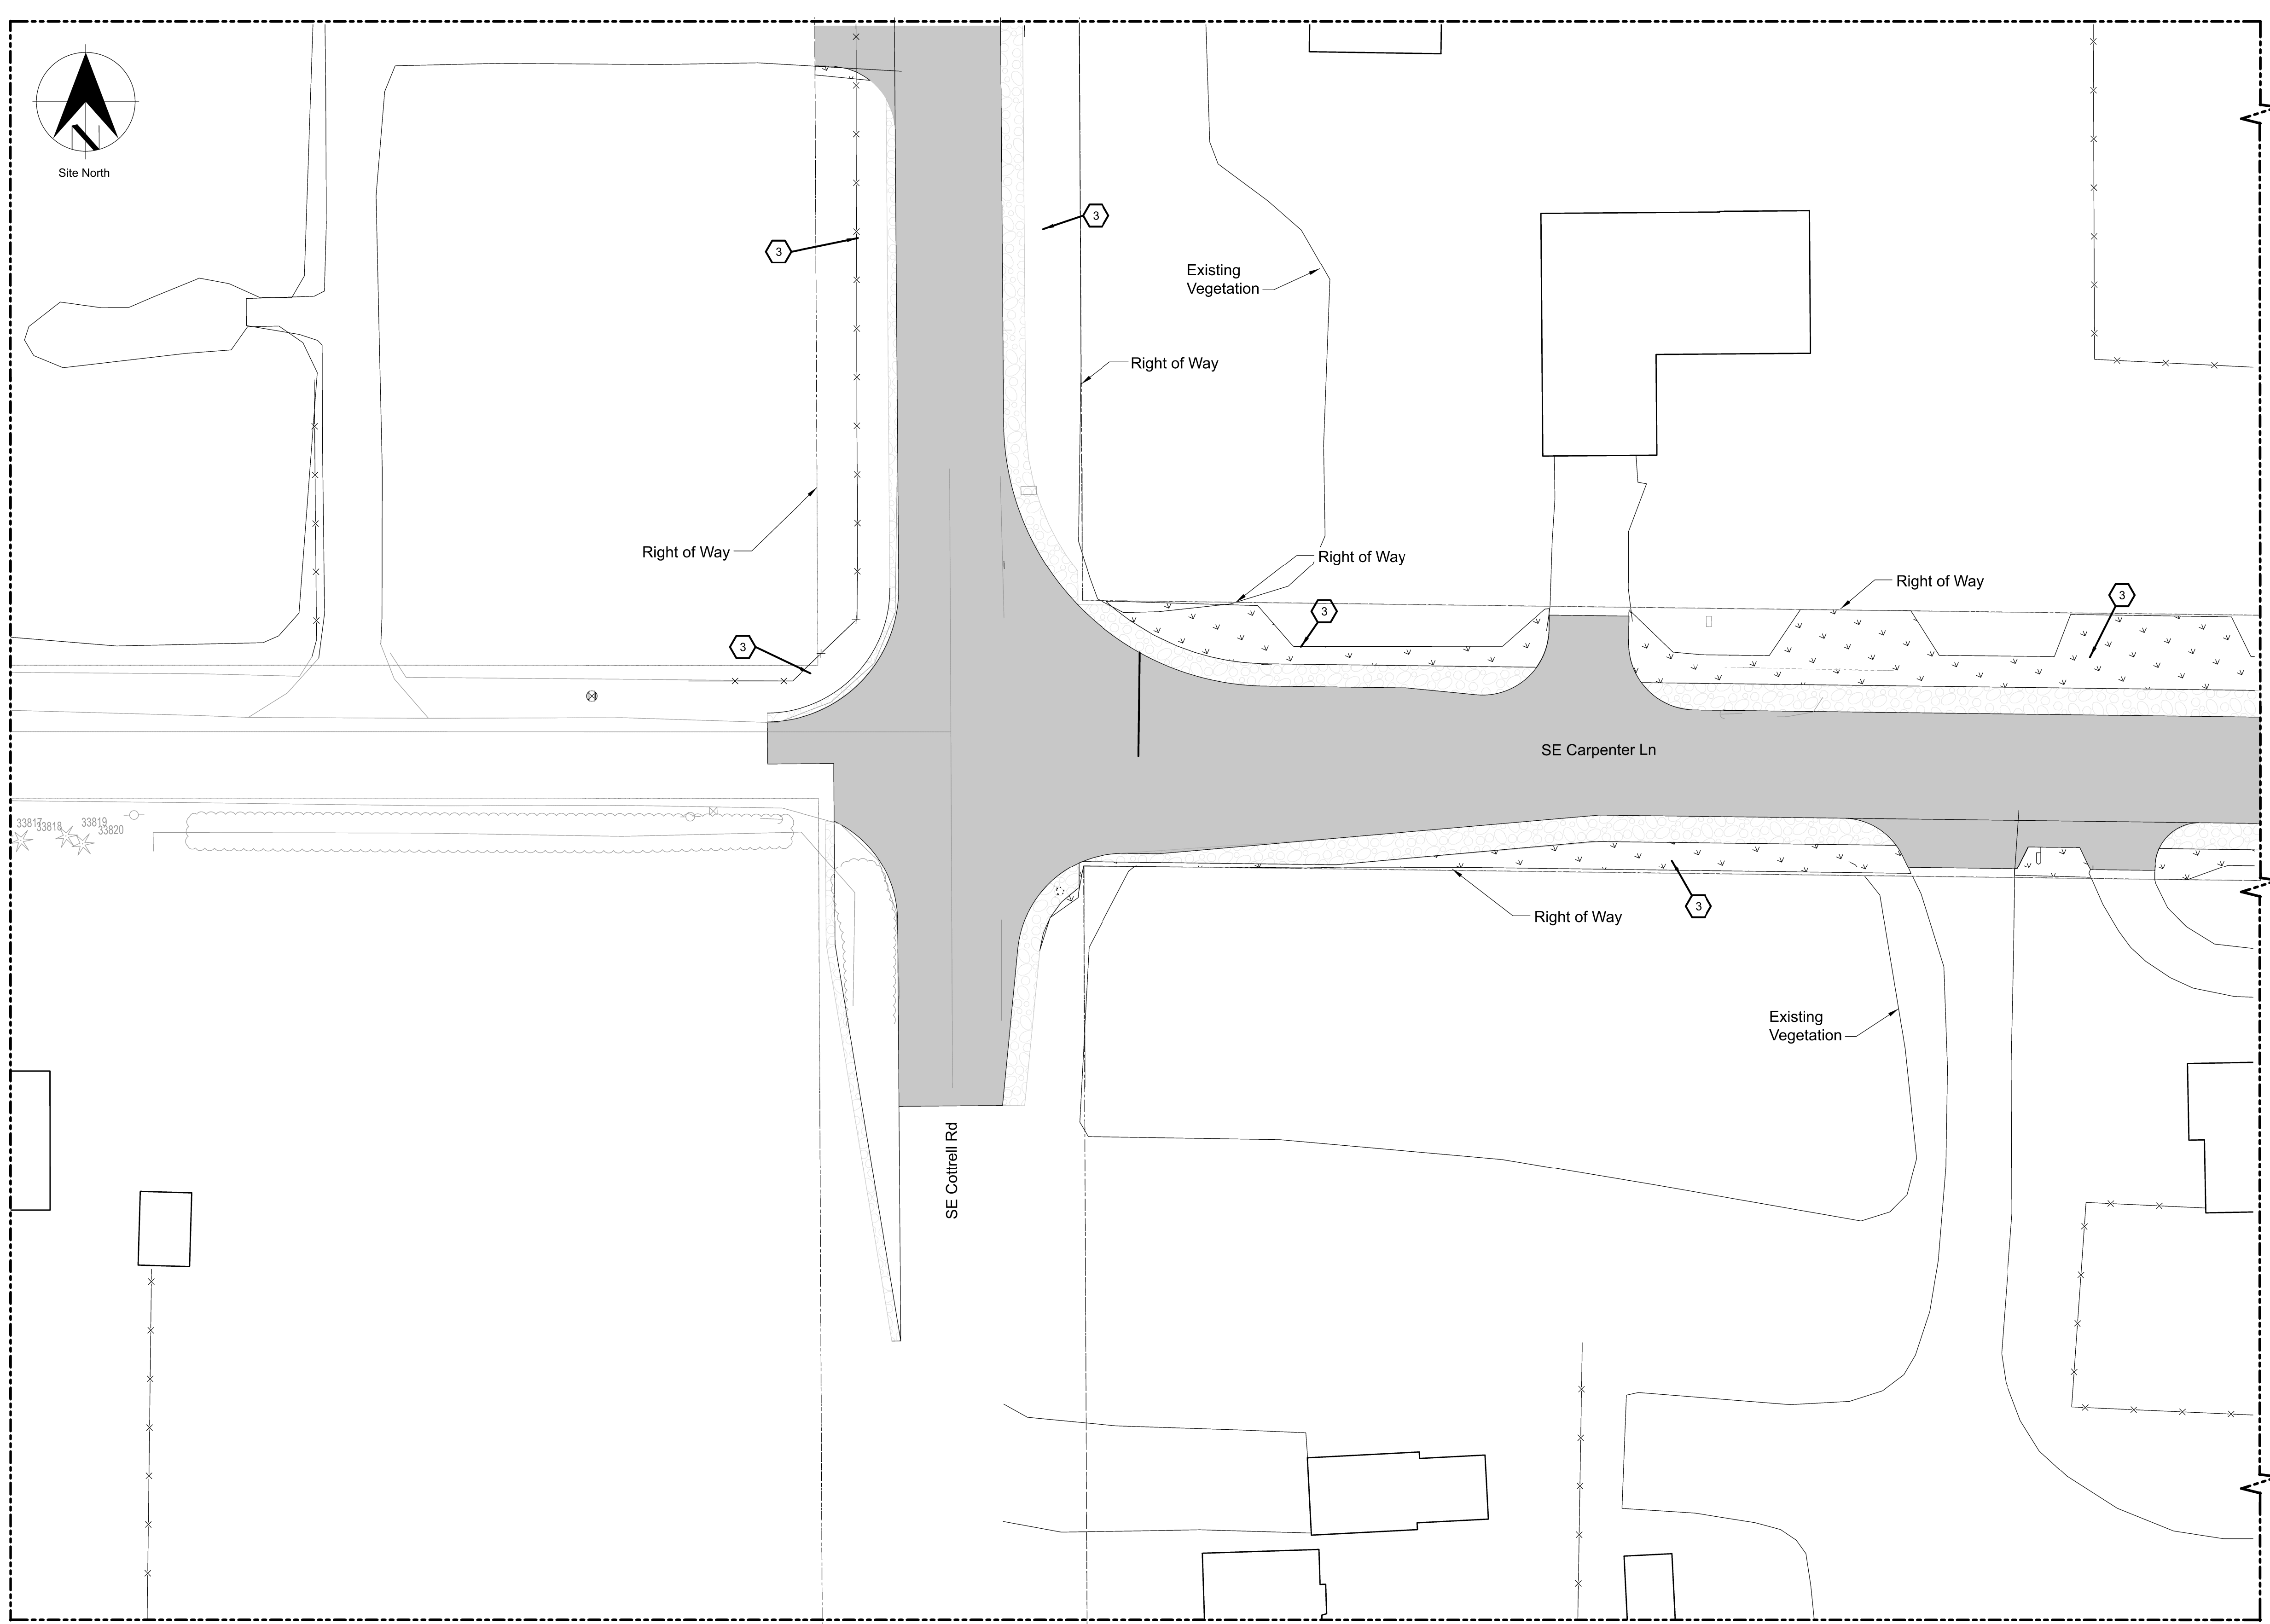 N
Site North
3
3
Existing
Vegetation
Right of Way
Right of Way
Right of Way
Right of Way
3
3
3
SE Carpenter Ln
33817
33818
33819
33820
3
Right of Way
Existing
Vegetation
SE Cottrell Rd